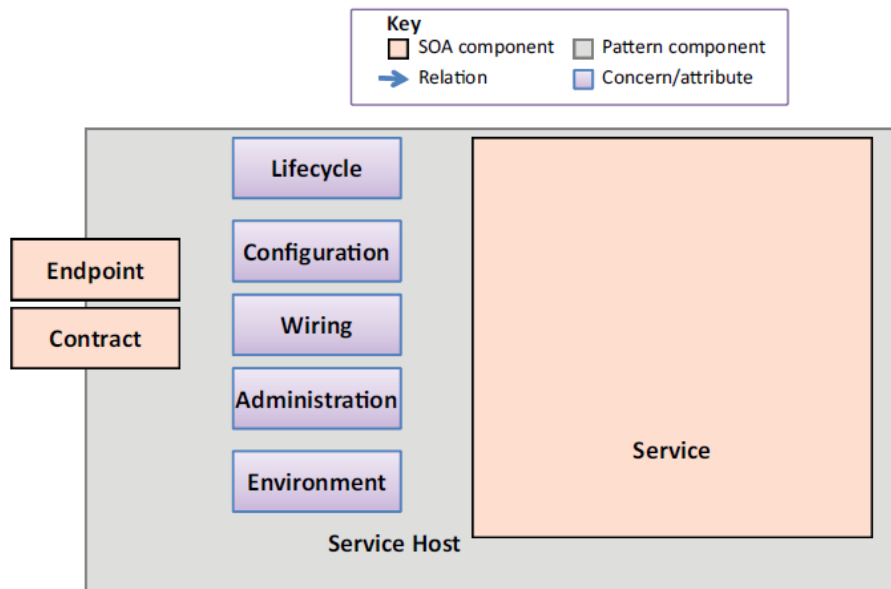 Key
SOA component
Pattern component
Relation
Concern/attribute
Lifecycle
Configuration
Endpoint
Wiring
Contract
Administration
Service
Environment
Service Host